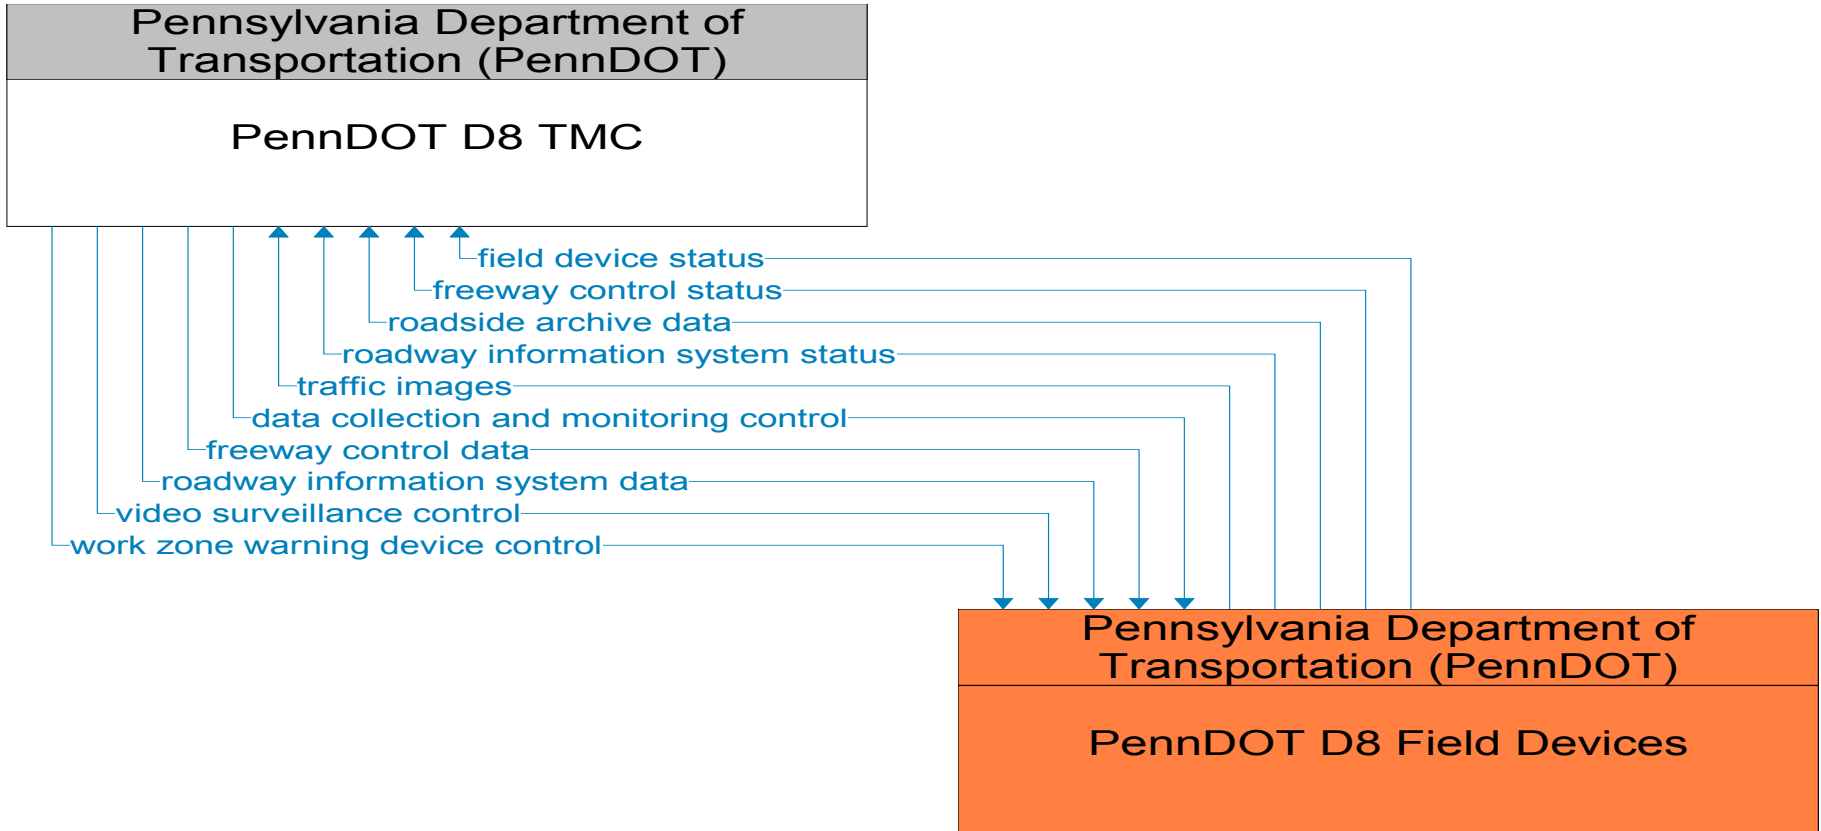 Pennsylvania Department of
Transportation (PennDOT)
PennDOT D8 TMC
field device status
freeway control status
roadside archive data
roadway information system status
traffic images
data collection and monitoring control
freeway control data
roadway information system data
video surveillance control
work zone warning device control
Pennsylvania Department of
Transportation (PennDOT)
PennDOT D8 Field Devices